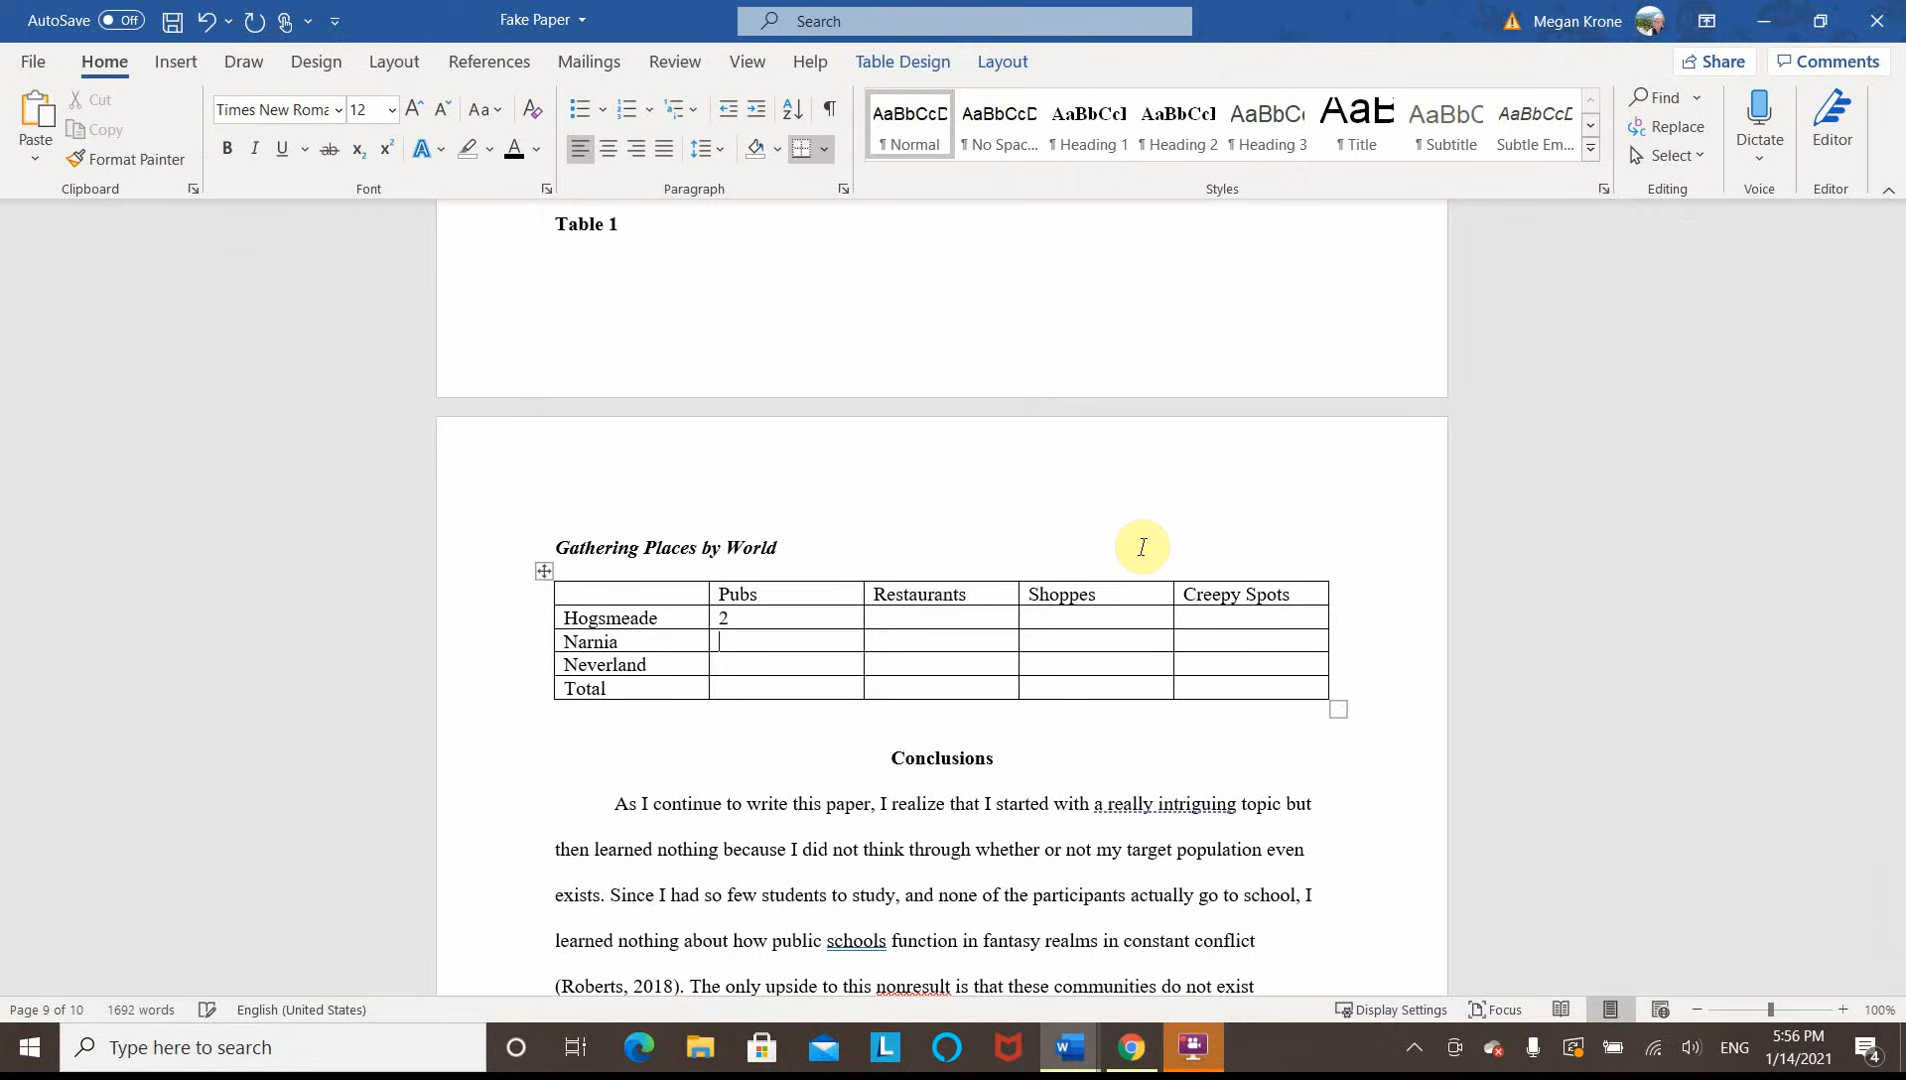 AutoSave Off Fake Paper Search Megan Krone
File Home Insert Draw Design Layout References Mailings Review View Help Table Design Layout Share Comments
Paste Cut Copy Format Painter
Times New Roma 12 Aa
B I U ab x₂ x² A A
AaBbCcD AaBbCcD AaBbCcI AaBbCcI AaBbC AaB AaBbC AaBbCcD
¶ Normal ¶ No Spac... ¶ Heading 1 ¶ Heading 2 ¶ Heading 3 ¶ Title ¶ Subtitle Subtle Em...
Find Replace Select Dictate Editor
Clipboard Font Paragraph Styles Editing Voice Editor
Table 1
Gathering Places by World
Pubs Restaurants Shoppes Creepy Spots
Hogsmeade 2
Narnia
Neverland
Total
Conclusions
As I continue to write this paper, I realize that I started with a really intriguing topic but
then learned nothing because I did not think through whether or not my target population even
exists. Since I had so few students to study, and none of the participants actually go to school, I
learned nothing about how public schools function in fantasy realms in constant conflict
(Roberts, 2018). The only upside to this nonresult is that these communities do not exist
Page 9 of 10 1692 words English (United States) Display Settings Focus 100%
Type here to search L W ENG 5:56 PM
1/14/2021 4